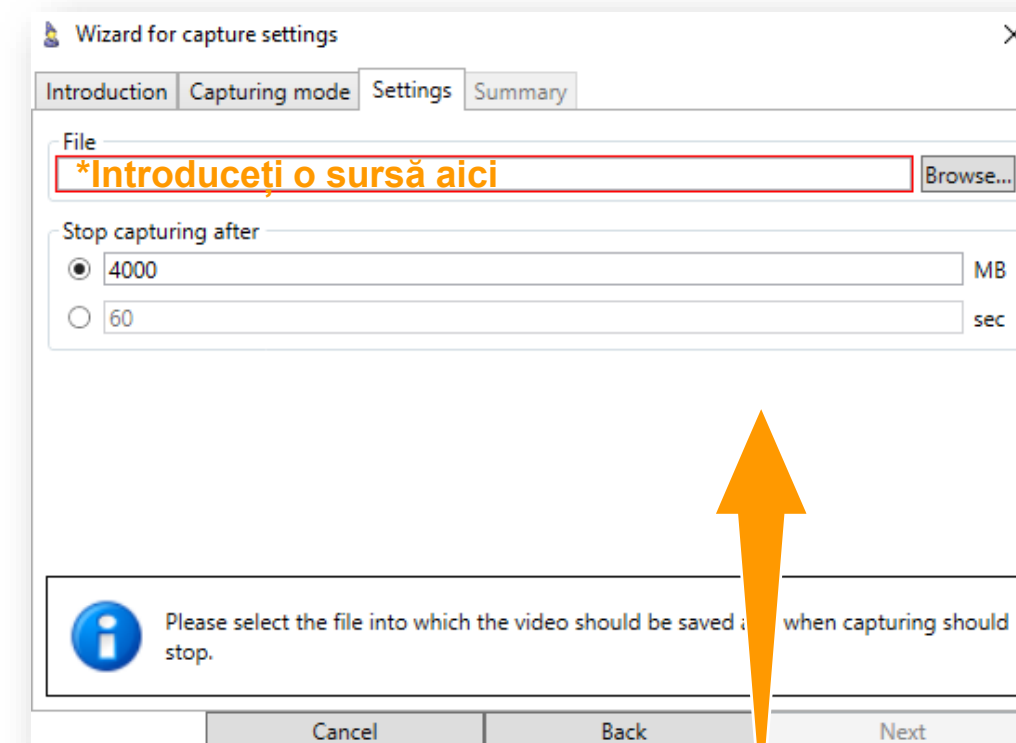 Wizard for capture settings
Introduction Capturing mode Settings Summary
File
*Introduceți o sursă aici
Browse...
Stop capturing after
4000 MB
60 sec
Please select the file into which the video should be saved when capturing should
stop.
Cancel Back Next